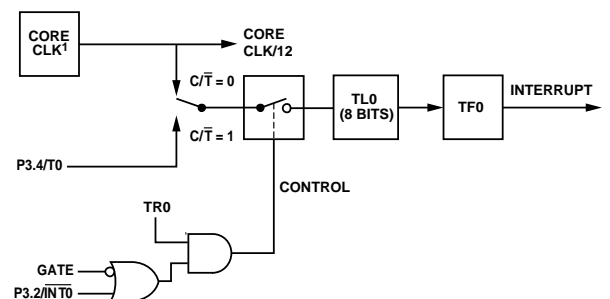 CORE
CLK¹
CORE
CLK/12
C/T̅ = 0
C/T̅ = 1
P3.4/T0
TL0
(8 BITS)
TF0
INTERRUPT
CONTROL
TR0
GATE
P3.2/I̅N̅T̅0̅